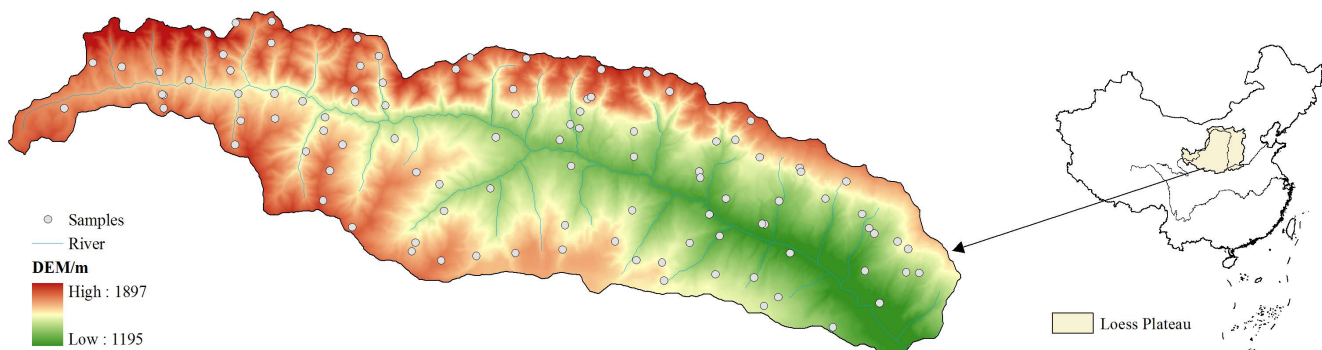 Samples
River
DEM/m
High : 1897
Low : 1195
Loess Plateau